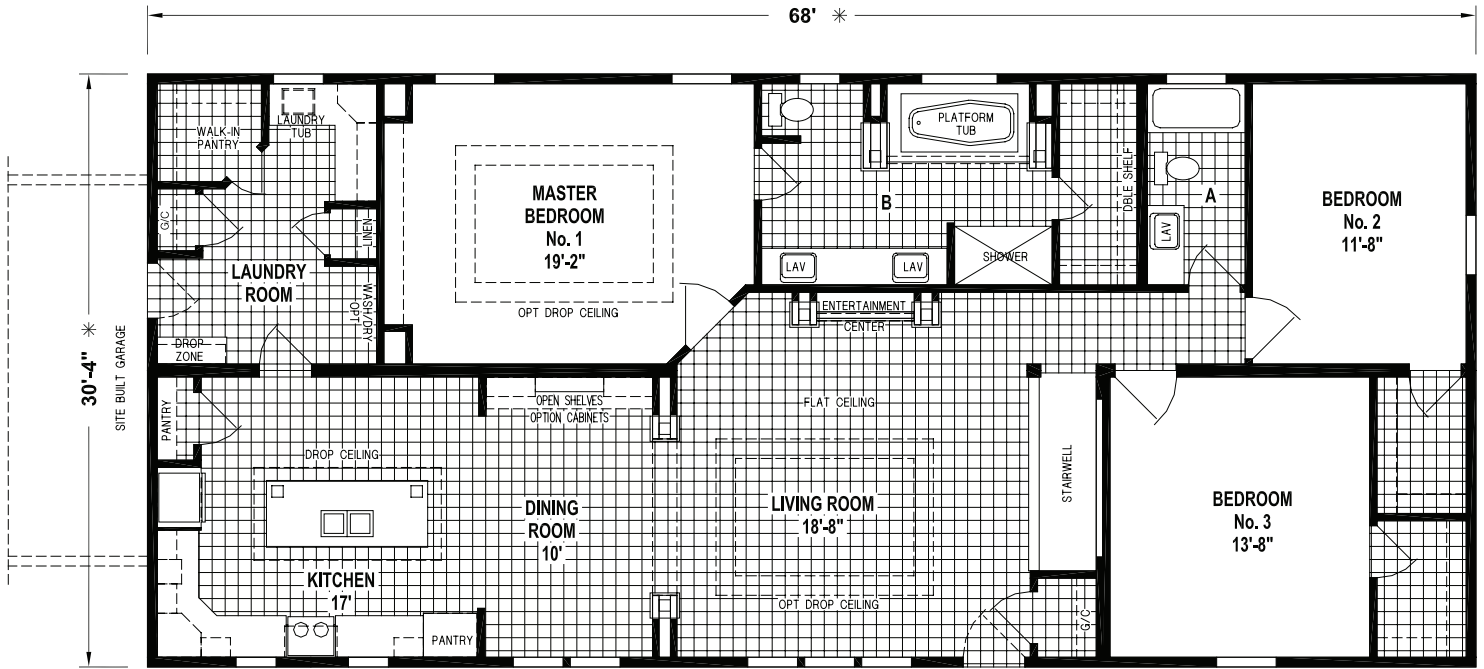 68' ✳
30'-4" ✳
SITE BUILT GARAGE
WALK-IN
PANTRY
LAUNDRY
TUB
G/C
LINEN
LAUNDRY
ROOM
WASH/DRY
OPT
DROP
ZONE
MASTER
BEDROOM
No. 1
19'-2"
OPT DROP CEILING
B
PLATFORM
TUB
LAV
LAV
SHOWER
DBLE SHELF
A
LAV
BEDROOM
No. 2
11'-8"
ENTERTAINMENT
CENTER
PANTRY
DROP CEILING
KITCHEN
17'
PANTRY
OPEN SHELVES
OPTION CABINETS
DINING
ROOM
10'
FLAT CEILING
LIVING ROOM
18'-8"
OPT DROP CEILING
STAIRWELL
G/C
BEDROOM
No. 3
13'-8"